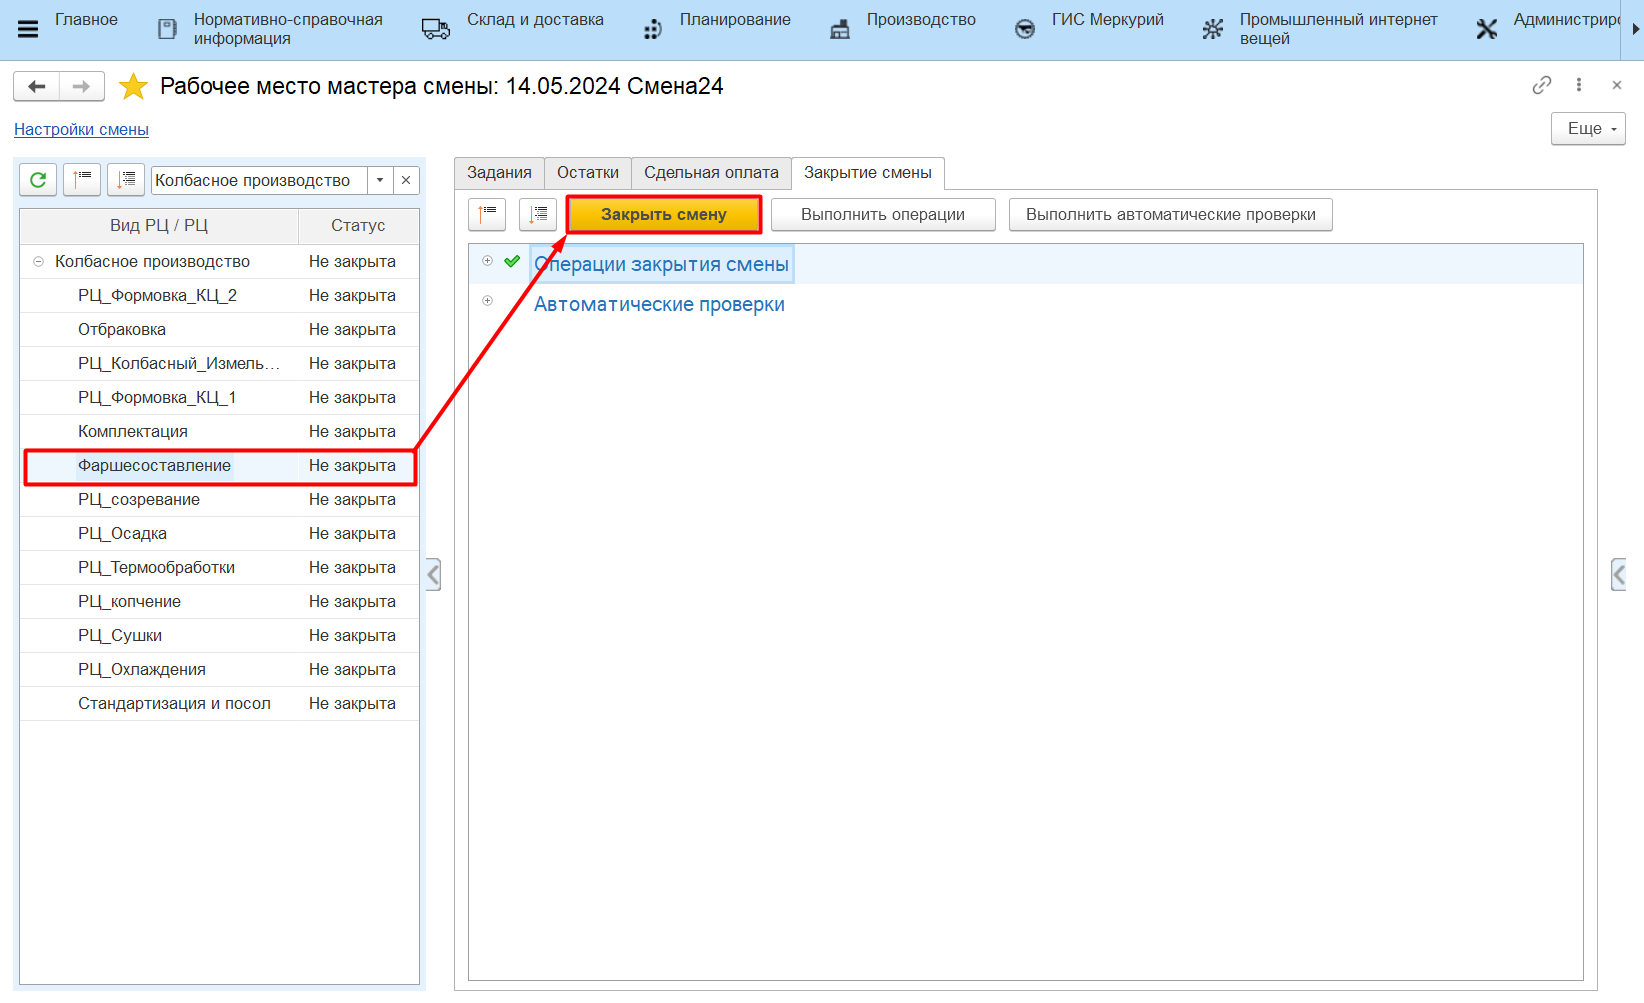 Главное
Нормативно-справочная
информация
Склад и доставка
Планирование
Производство
ГИС Меркурий
Промышленный интернет
вещей
Рабочее место мастера смены: 14.05.2024 Смена24
Настройки смены
Еще
Колбасное производство
Задания Остатки Сдельная оплата Закрытие смены
Закрыть смену Выполнить операции Выполнить автоматические проверки
Вид РЦ / РЦ Статус
Колбасное производство Не закрыта
РЦ_Формовка_КЦ_2 Не закрыта
Отбраковка Не закрыта
РЦ_Колбасный_Измель... Не закрыта
РЦ_Формовка_КЦ_1 Не закрыта
Комплектация Не закрыта
Фаршесоставление Не закрыта
РЦ_созревание Не закрыта
РЦ_Осадка Не закрыта
РЦ_Термообработки Не закрыта
РЦ_копчение Не закрыта
РЦ_Сушки Не закрыта
РЦ_Охлаждения Не закрыта
Стандартизация и посол Не закрыта
Операции закрытия смены
Автоматические проверки